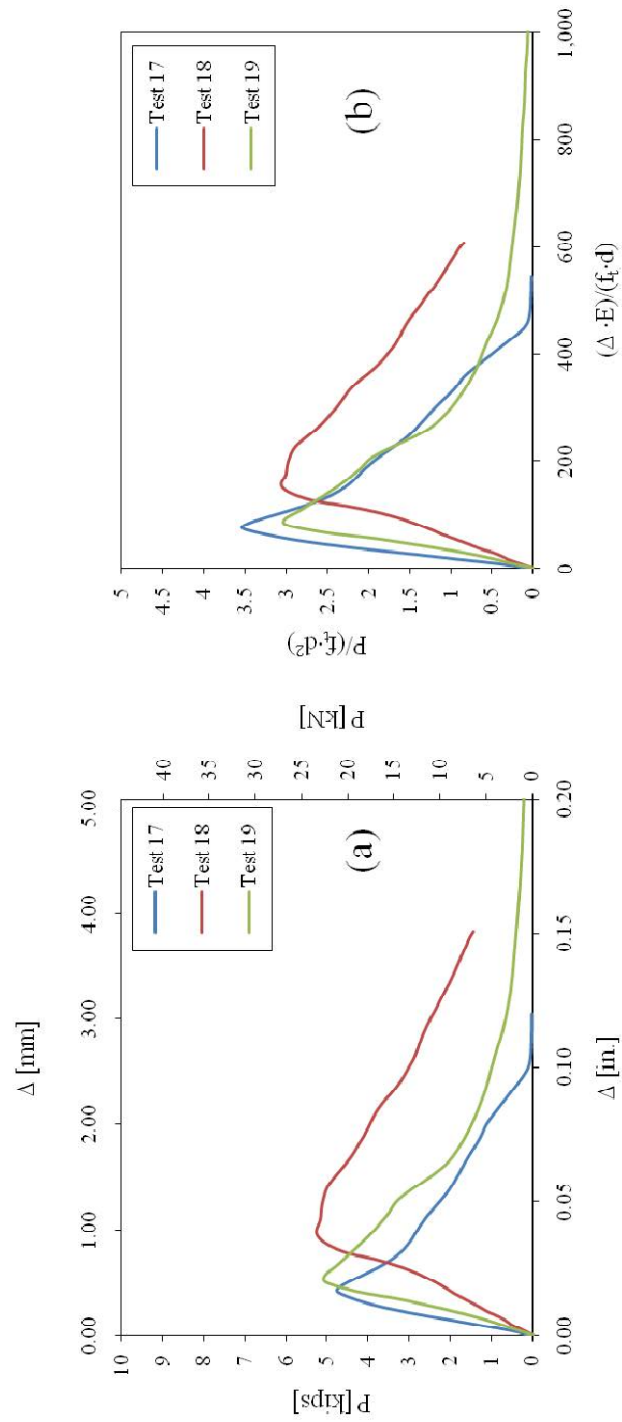 Δ [mm]
0.00 1.00 2.00 3.00 4.00 5.00
10
9
8
7
6
5
4
3
2
1
0
P [kips]
40
35
30
25
20
15
10
5
0
P [kN]
Test 17
Test 18
Test 19
(a)
0.00 0.05 0.10 0.15 0.20
Δ [in.]
5
4.5
4
3.5
3
2.5
2
1.5
1
0.5
0
P/(fₜ·d²)
Test 17
Test 18
Test 19
(b)
0 200 400 600 800 1,000
(Δ·E)/(fₜ·d)